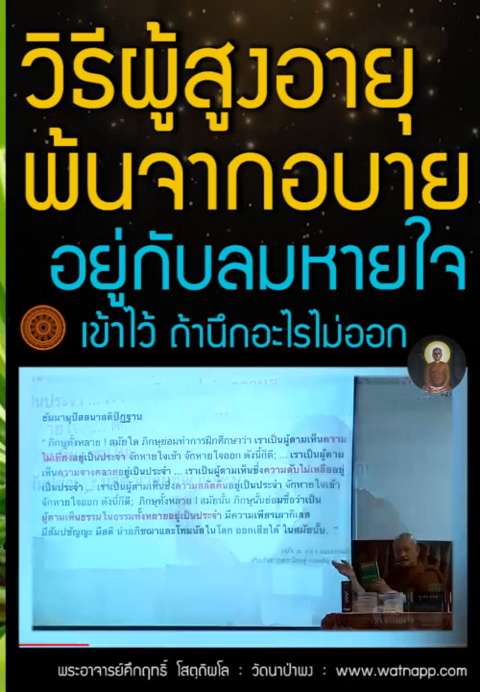 วิธีผู้สูงอายุ
พ้นจากอบาย
อยู่กับลมหายใจ
เข้าไว้ ถ้านึกอะไรไม่ออก
ธัมมานุปัสสนาสติปัฏฐาน
" ภิกษุทั้งหลาย ! สมัยใด ภิกษุย่อมทำการฝึกศึกษาว่า เราเป็นผู้ตามเห็นความ
ไม่เที่ยงอยู่เป็นประจำ จักหายใจเข้า จักหายใจออก ดังนี้ก็ดี; ... เราเป็นผู้ตาม
เห็นความจางคลายอยู่เป็นประจำ ... เราเป็นผู้ตามเห็นซึ่งความดับไม่เหลืออยู่
เป็นประจำ ... เราเป็นผู้ตามเห็นซึ่งความสลัดคืนอยู่เป็นประจำ จักหายใจเข้า
จักหายใจออก ดังนี้ก็ดี; ภิกษุทั้งหลาย ! สมัยนั้น ภิกษุนั้นย่อมชื่อว่าเป็น
ผู้ตามเห็นธรรมในธรรมทั้งหลายอยู่เป็นประจำ มีความเพียรเผากิเลส
มีสัมปชัญญะ มีสติ นำอภิชฌาและโทมนัสในโลก ออกเสียได้ ในสมัยนั้น. "
พระอาจารย์คึกฤทธิ์ โสตฺถิผโล : วัดนาป่าพง : www.watnapp.com